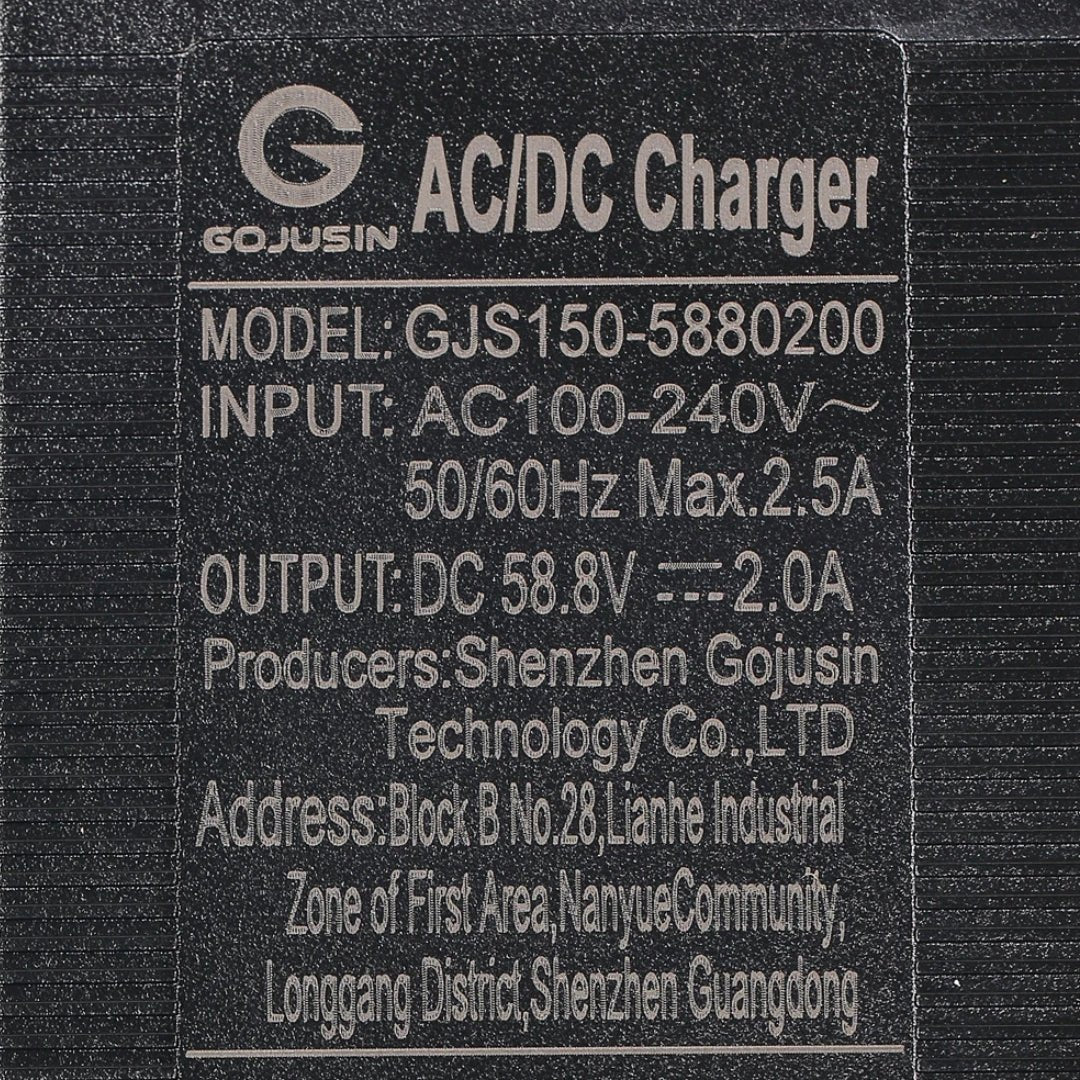 GOJUSIN
AC/DC Charger
MODEL: GJS150-5880200
INPUT: AC100-240V~
50/60Hz Max.2.5A
OUTPUT: DC 58.8V ⎓ 2.0A
Producers:Shenzhen Gojusin
Technology Co.,LTD
Address:Block B No.28,Lianhe Industrial
Zone of First Area,NanyueCommunity,
Longgang District,Shenzhen Guangdong